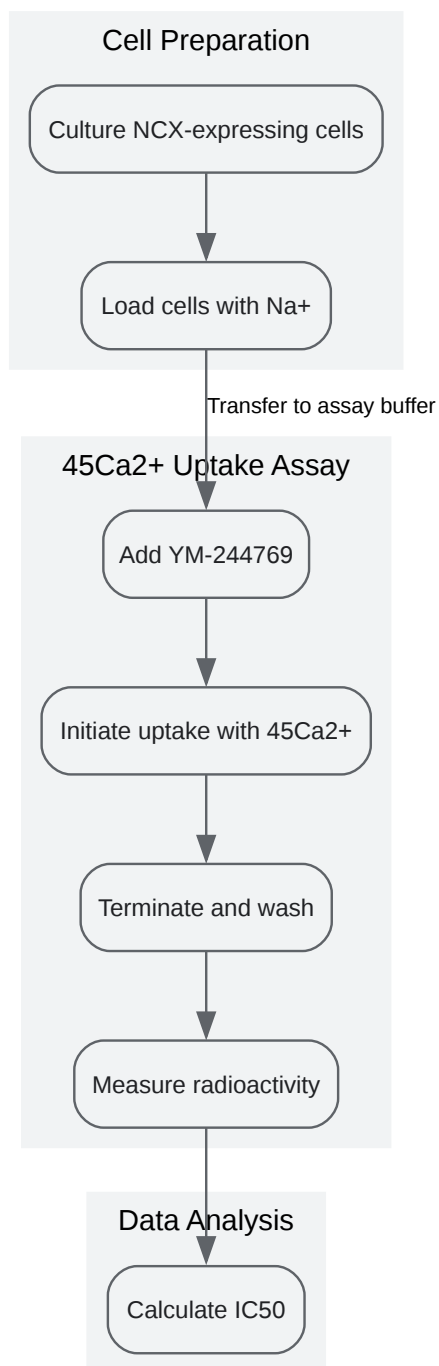 Cell Preparation
Culture NCX-expressing cells
Load cells with Na+
Transfer to assay buffer
45Ca2+ Uptake Assay
Add YM-244769
Initiate uptake with 45Ca2+
Terminate and wash
Measure radioactivity
Data Analysis
Calculate IC50